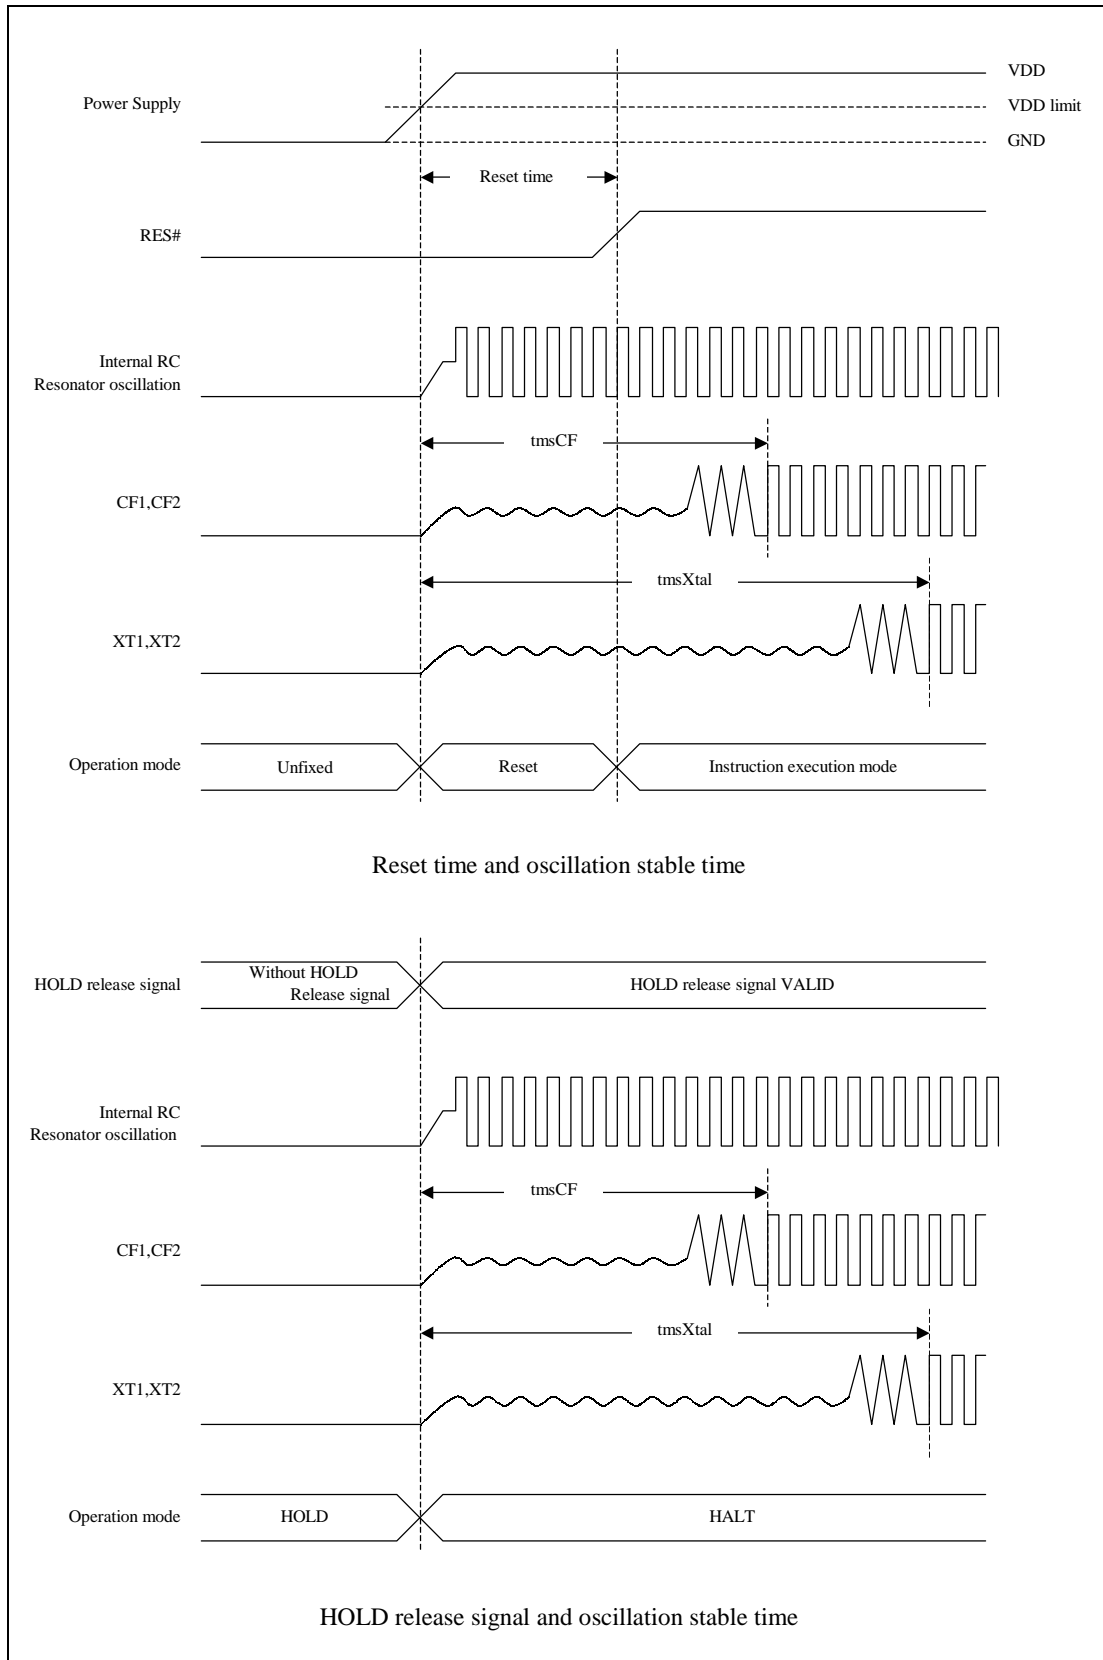 VDD
Power Supply
VDD limit
GND
Reset time
RES#
Internal RC
Resonator oscillation
tmsCF
CF1,CF2
tmsXtal
XT1,XT2
Operation mode
Unfixed
Reset
Instruction execution mode
Reset time and oscillation stable time
HOLD release signal
Without HOLD
Release signal
HOLD release signal VALID
Internal RC
Resonator oscillation
tmsCF
CF1,CF2
tmsXtal
XT1,XT2
Operation mode
HOLD
HALT
HOLD release signal and oscillation stable time